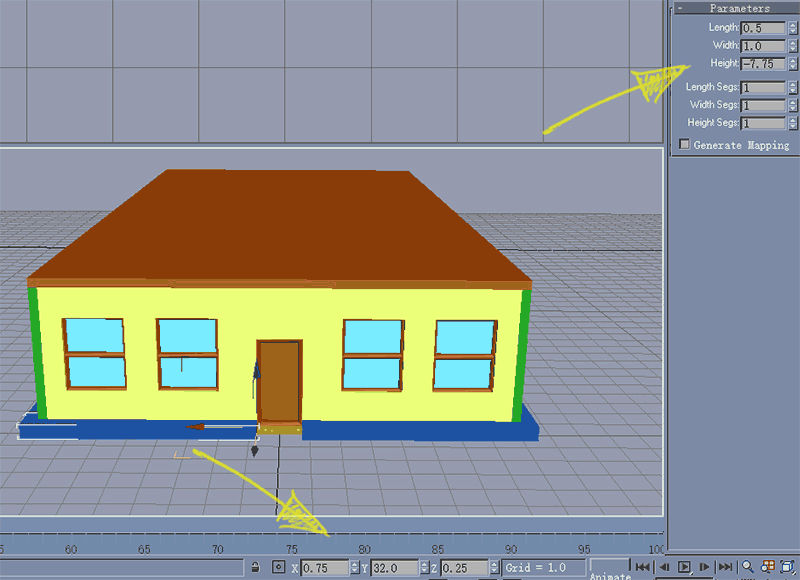 - Parameters
Length: 0.5
Width: 1.0
Height: -7.75
Length Segs: 1
Width Segs: 1
Height Segs: 1
Generate Mapping
60 65 70 75 80 85 90 95 100
X 0.75 Y 32.0 Z 0.25 Grid = 1.0
Animate